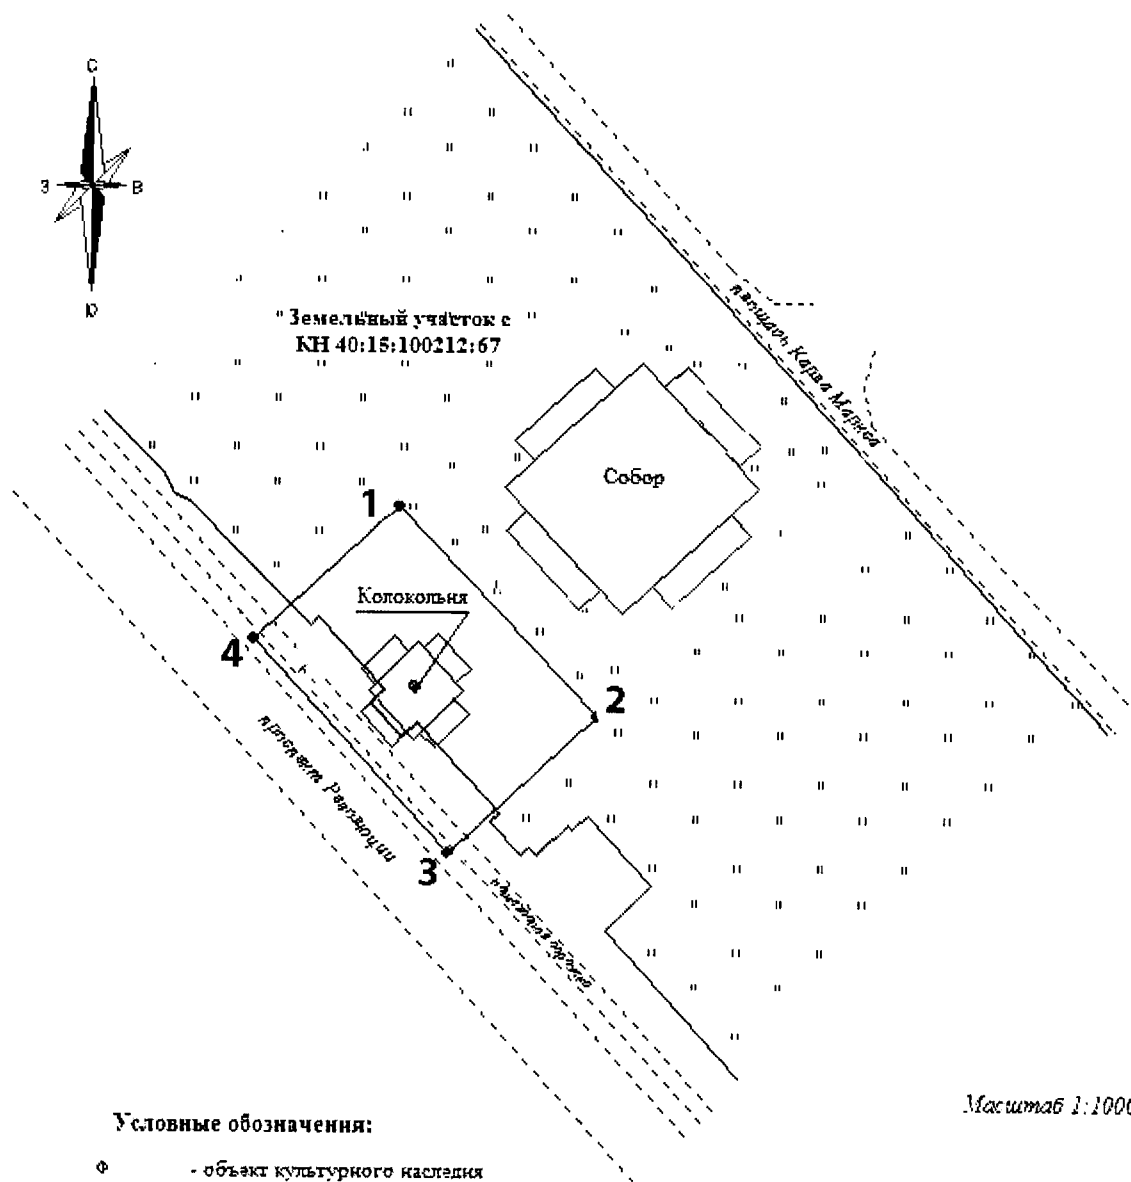 С
З
В
Ю
Земельный участок с
КН 40:15:100212:67
площадь Карла Маркса
Собор
1
Колокольня
4
2
проспект Революции
3
Масштаб 1:1000
Условные обозначения:
- объект культурного наследия